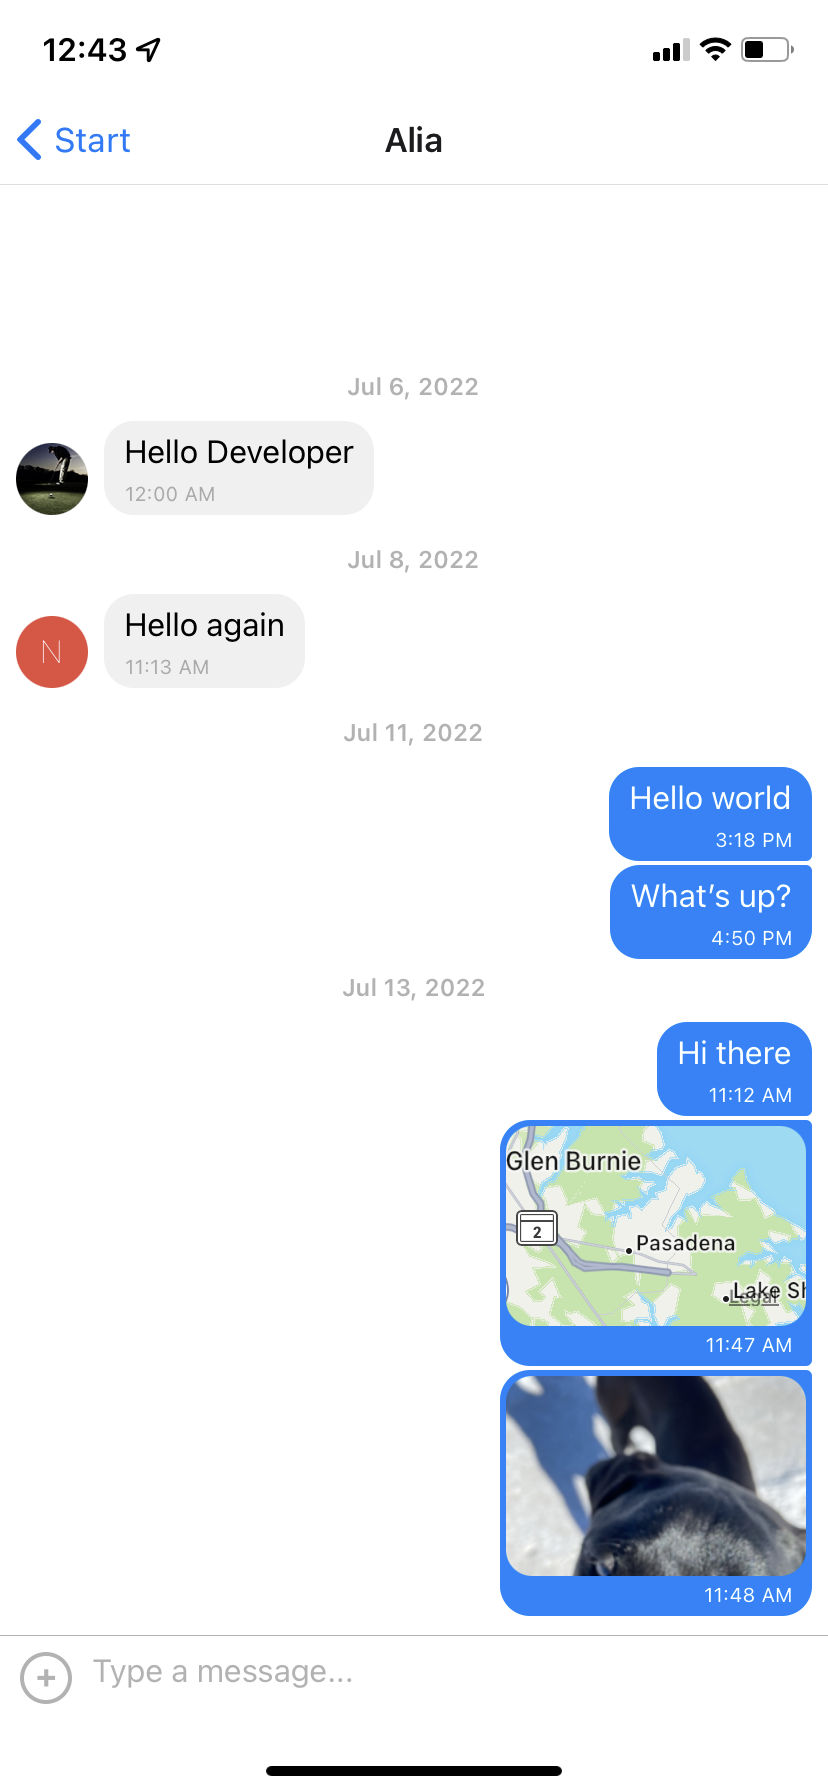 12:43
Start
Alia
Jul 6, 2022
Hello Developer
12:00 AM
Jul 8, 2022
N
Hello again
11:13 AM
Jul 11, 2022
Hello world
3:18 PM
What's up?
4:50 PM
Jul 13, 2022
Hi there
11:12 AM
Glen Burnie
2
Pasadena
Lake Sh
Legal
11:47 AM
11:48 AM
Type a message...